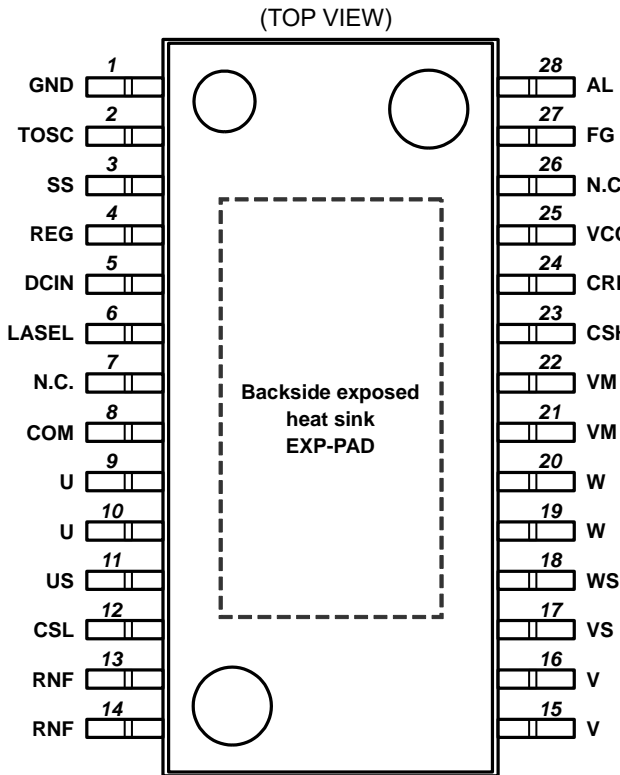 (TOP VIEW)
1 GND
2 TOSC
3 SS
4 REG
5 DCIN
6 LASEL
7 N.C.
8 COM
9 U
10 U
11 US
12 CSL
13 RNF
14 RNF
Backside exposed
heat sink
EXP-PAD
28 AL
27 FG
26 N.C
25 VCC
24
23 CSH
22 VM
21 VM
20 W
19 W
18 WS
17 VS
16 V
15 V